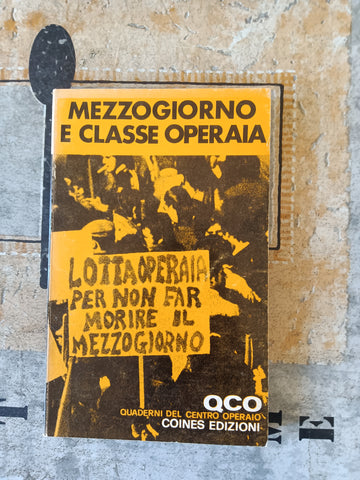 MEZZOGIORNO
E CLASSE OPERAIA
LOTTA OPERAIA
PER NON FAR
MORIRE IL
MEZZOGIORNO
QCO
QUADERNI DEL CENTRO OPERAIO
COINES EDIZIONI
M E